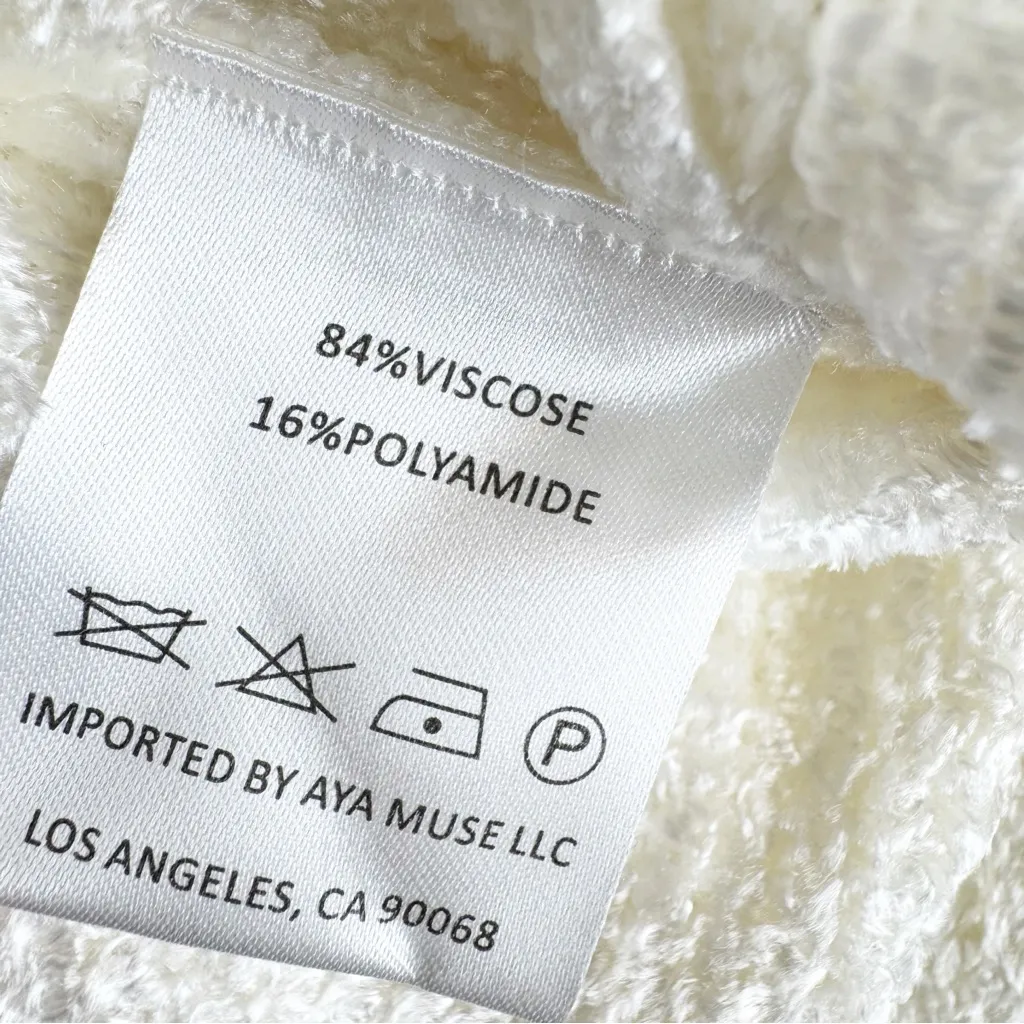 84%VISCOSE
16%POLYAMIDE
P
IMPORTED BY AYA MUSE LLC
LOS ANGELES, CA 90068